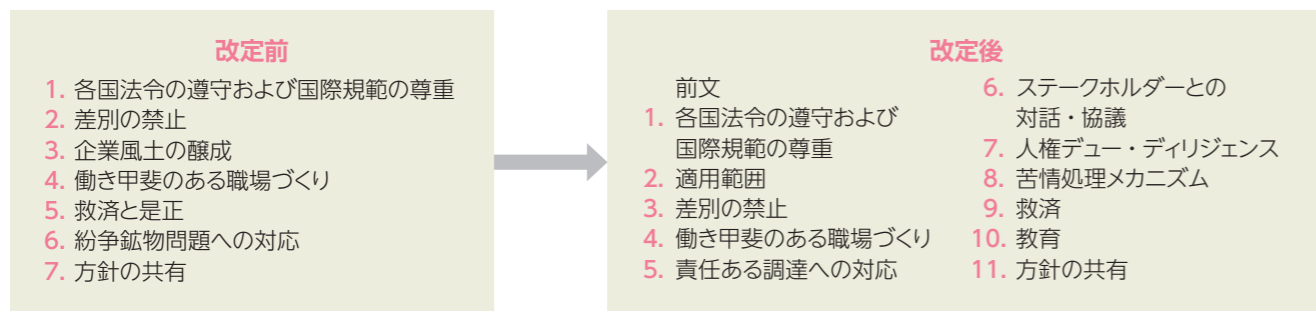 改定前
1. 各国法令の遵守および国際規範の尊重
2. 差別の禁止
3. 企業風土の醸成
4. 働き甲斐のある職場づくり
5. 救済と是正
6. 紛争鉱物問題への対応
7. 方針の共有
改定後
前文
1. 各国法令の遵守および
国際規範の尊重
2. 適用範囲
3. 差別の禁止
4. 働き甲斐のある職場づくり
5. 責任ある調達への対応
6. ステークホルダーとの
対話・協議
7. 人権デュー・ディリジェンス
8. 苦情処理メカニズム
9. 救済
10. 教育
11. 方針の共有